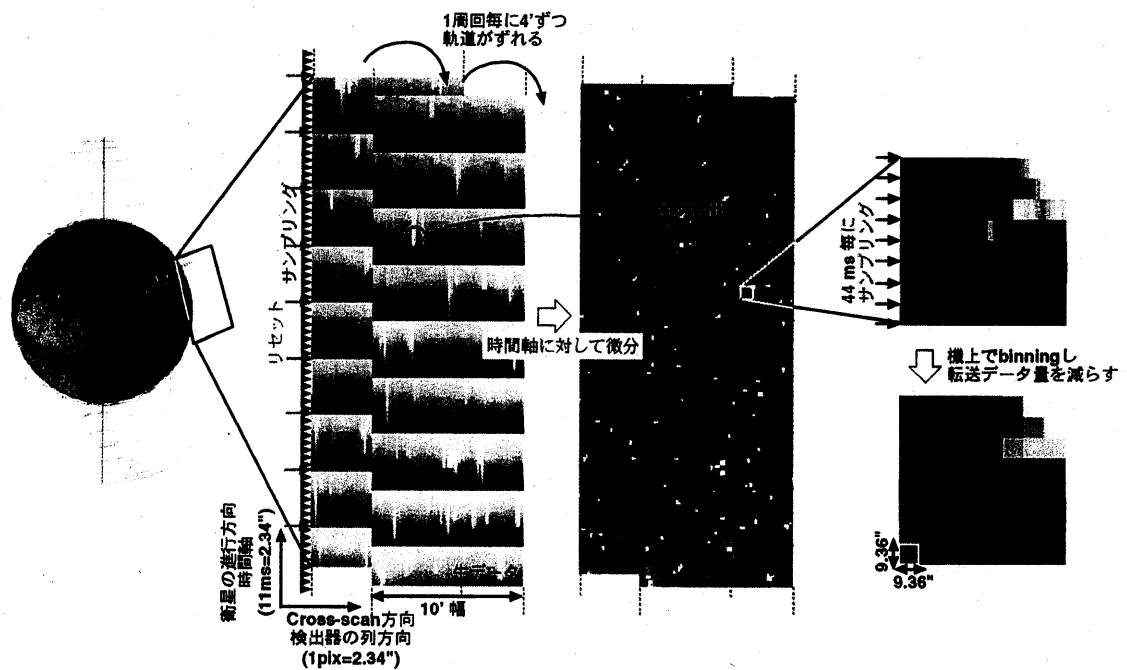 1周回毎に4'ずつ
軌道がずれる
サンプリング
リセット
時間軸に対して微分
44 ms 毎に
サンプリング
機上でbinningし
転送データ量を減らす
衛星の進行方向
時間軸
(11ms=2.34")
10' 幅
Cross-scan方向
検出器の列方向
(1pix=2.34")
9.36"
9.36"